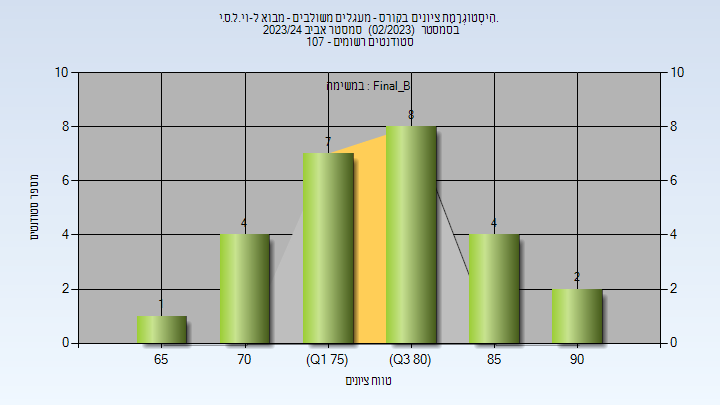 הִיסְטוֹגְרָמַת ציונים בקורס - מעגלים משולבים - מבוא ל-וי.ל.ס.י.
בסמסטר (02/2023) סמסטר אביב 2023/24
סטודנטים רשומים - 107
במשימה : Final_B
מספר סטודנטים
10 10
8 8
6 6
4 4
2 2
0 0
1 4 7 8 4 2
65 70 (Q1 75) (Q3 80) 85 90
טווח ציונים